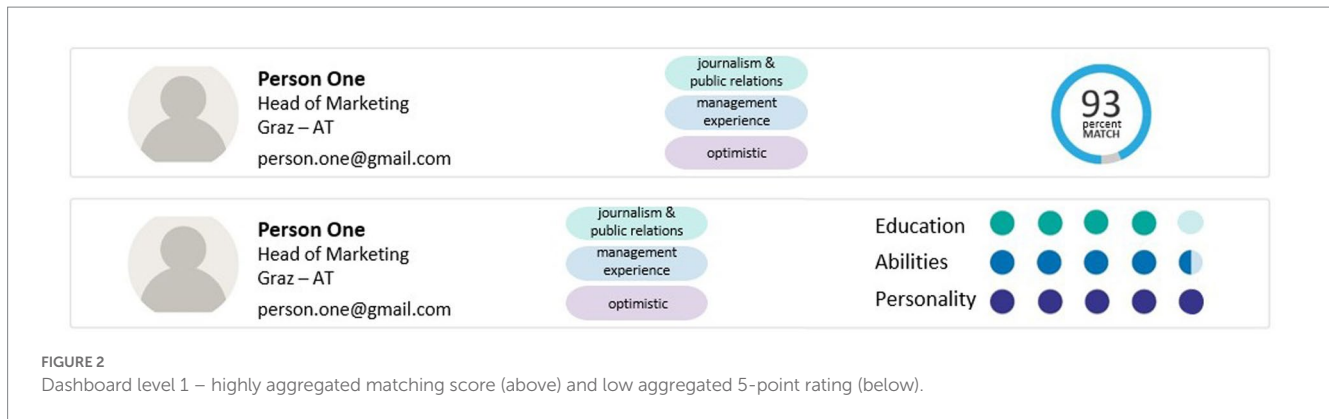 Person One
Head of Marketing
Graz – AT
person.one@gmail.com
journalism &
public relations
management
experience
optimistic
93
percent
MATCH
Person One
Head of Marketing
Graz – AT
person.one@gmail.com
journalism &
public relations
management
experience
optimistic
Education
Abilities
Personality
FIGURE 2
Dashboard level 1 – highly aggregated matching score (above) and low aggregated 5-point rating (below).